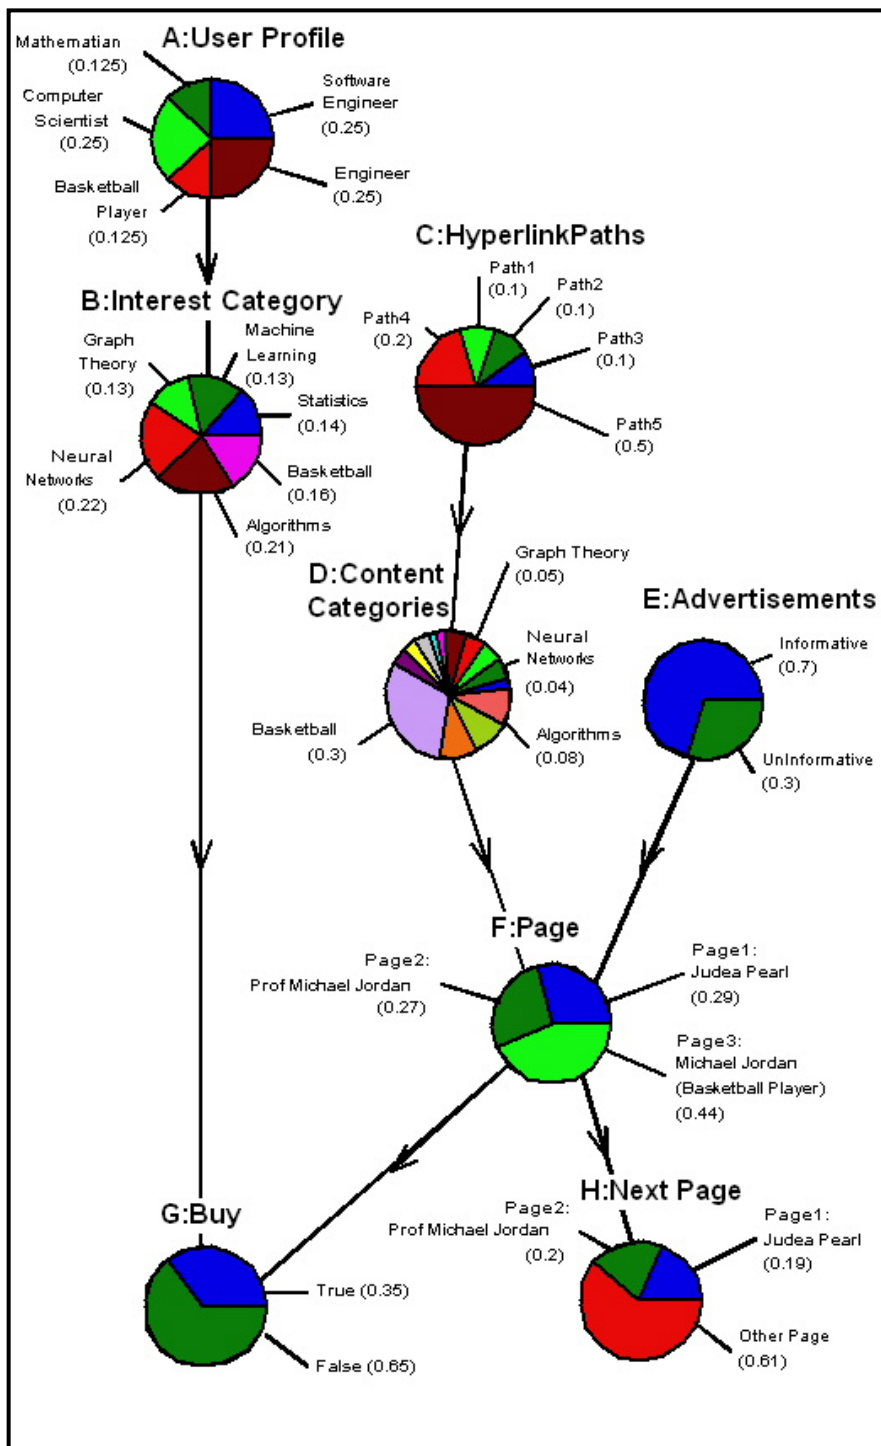 A:User Profile
Mathematian
(0.125)
Software
Engineer
(0.25)
Computer
Scientist
(0.25)
Engineer
(0.25)
Basketball
Player
(0.125)
C:HyperlinkPaths
Path1
(0.1)
Path2
(0.1)
Path4
(0.2)
Path3
(0.1)
Path5
(0.5)
B:Interest Category
Graph
Theory
(0.13)
Machine
Learning
(0.13)
Statistics
(0.14)
Neural
Networks
(0.22)
Basketball
(0.16)
Algorithms
(0.21)
D:Content
Categories
Graph Theory
(0.05)
Neural
Networks
(0.04)
Basketball
(0.3)
Algorithms
(0.08)
E:Advertisements
Informative
(0.7)
UnInformative
(0.3)
F:Page
Page2:
Prof Michael Jordan
(0.27)
Page1:
Judea Pearl
(0.29)
Page3:
Michael Jordan
(Basketball Player)
(0.44)
G:Buy
True (0.35)
False (0.65)
H:Next Page
Page2:
Prof Michael Jordan
(0.2)
Page1:
Judea Pearl
(0.19)
Other Page
(0.61)